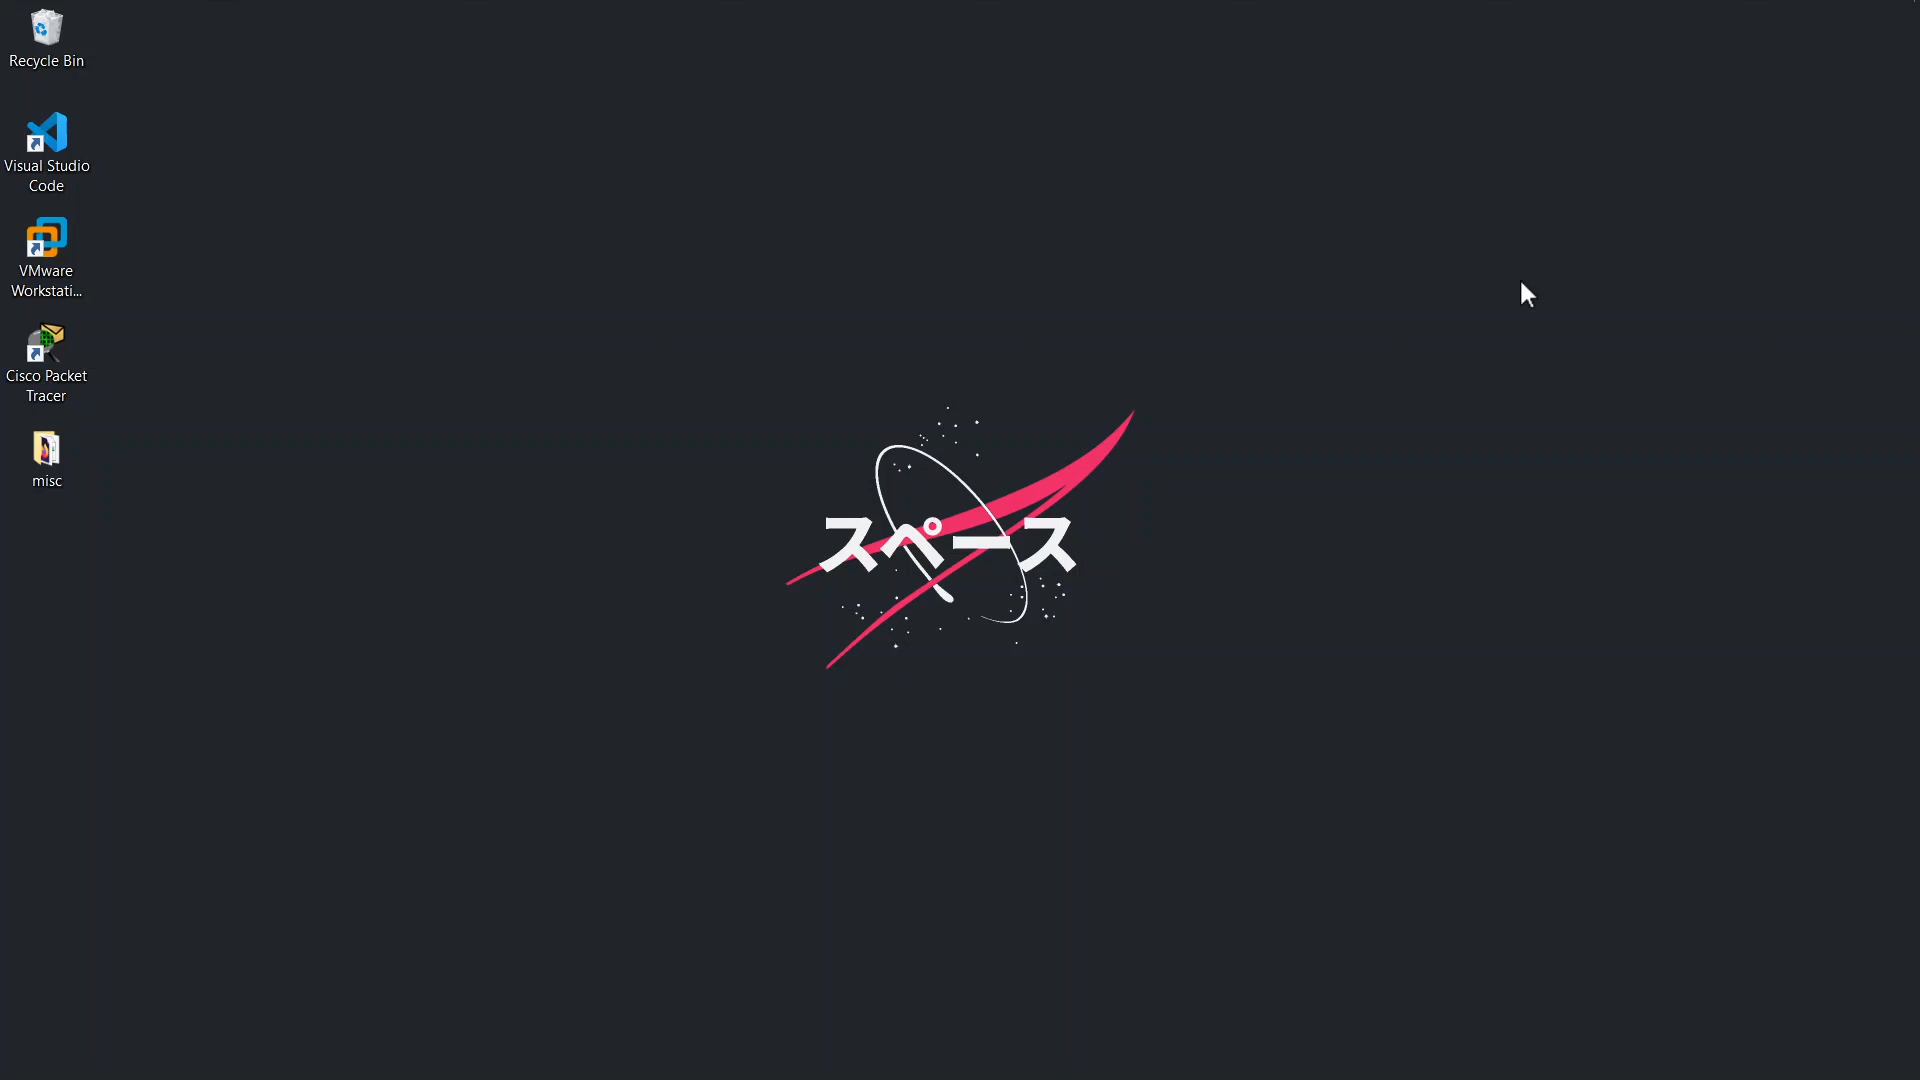 Recycle Bin
Visual Studio
Code
VMware
Workstati...
Cisco Packet
Tracer
misc
スペース